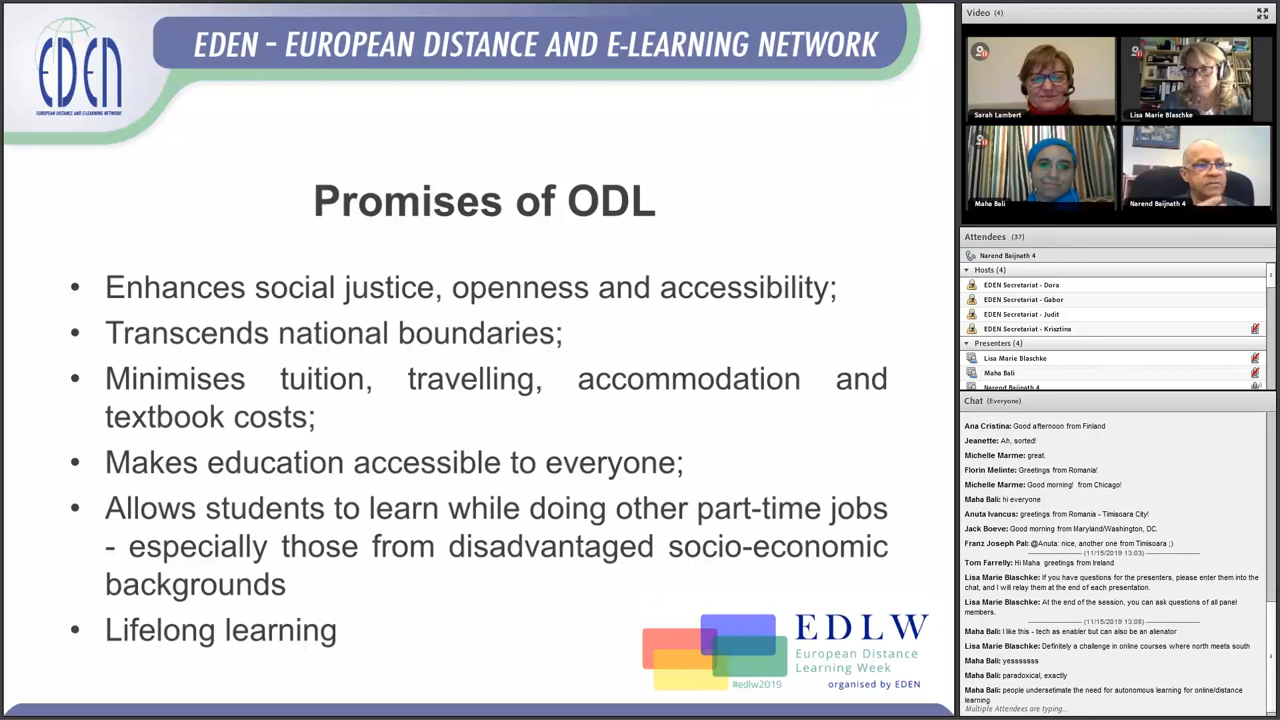 EDEN
EUROPEAN DISTANCE AND E-LEARNING NETWORK
EDEN – EUROPEAN DISTANCE AND E-LEARNING NETWORK
Promises of ODL
• Enhances social justice, openness and accessibility;
• Transcends national boundaries;
• Minimises tuition, travelling, accommodation and
textbook costs;
• Makes education accessible to everyone;
• Allows students to learn while doing other part-time jobs
- especially those from disadvantaged socio-economic
backgrounds
• Lifelong learning
EDLW
European Distance
Learning Week
#edlw2019
organised by EDEN
Video (4)
Sarah Lambert
Lisa Marie Blaschke
Maha Bali
Narend Baijnath 4
Attendees (37)
Narend Baijnath 4
Hosts (4)
EDEN Secretariat - Dora
EDEN Secretariat - Gabor
EDEN Secretariat - Judit
EDEN Secretariat - Krisztina
Presenters (4)
Lisa Marie Blaschke
Maha Bali
Narend Baijnath 4
Chat (Everyone)
Ana Cristina: Good afternoon from Finland
Jeanette: Ah, sorted!
Michelle Marme: great.
Florin Melinte: Greetings from Romania!
Michelle Marme: Good morning! from Chicago!
Maha Bali: hi everyone
Anuta Ivancus: greetings from Romania - Timisoara City!
Jack Boeve: Good morning from Maryland/Washington, DC.
Franz Joseph Pal: @Anuta: nice, another one from Timisoara ;)
(11/15/2019 13:03)
Tom Farrelly: Hi Maha greetings from Ireland
Lisa Marie Blaschke: If you have questions for the presenters, please enter them into the
chat, and I will relay them at the end of each presentation.
Lisa Marie Blaschke: At the end of the session, you can ask questions of all panel
members.
(11/15/2019 13:08)
Maha Bali: I like this - tech as enabler but can also be an alienator
Lisa Marie Blaschke: Definitely a challenge in online courses where north meets south
Maha Bali: yesssssss
Maha Bali: paradoxical, exactly
Maha Bali: people undersetimate the need for autonomous learning for online/distance
learning
Multiple Attendees are typing...